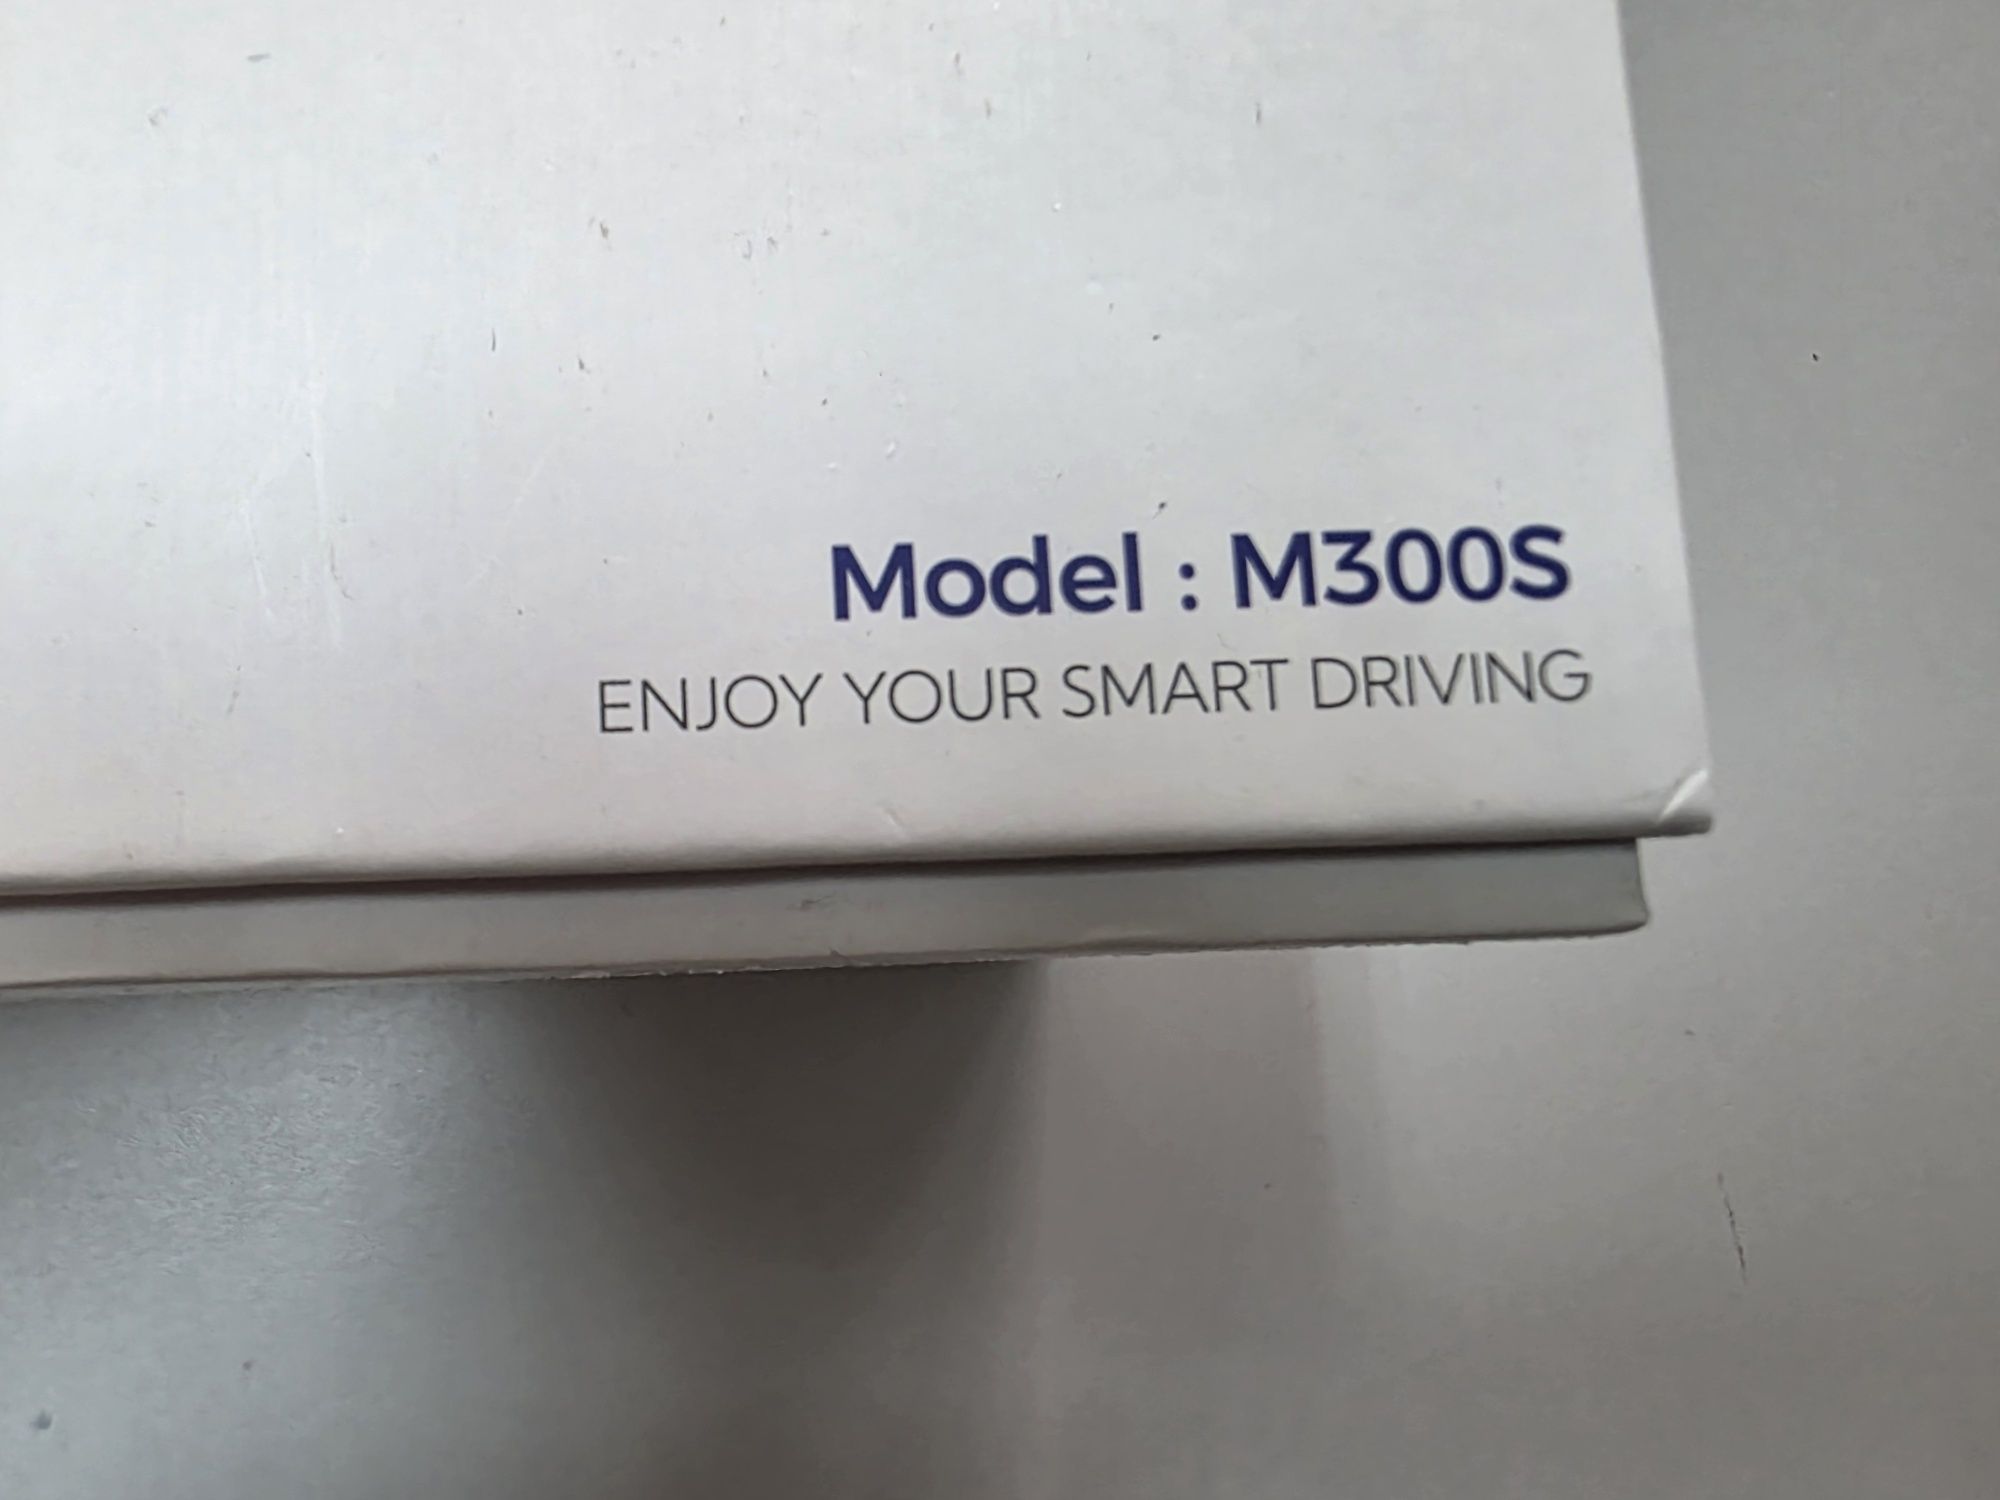 Model : M300S
ENJOY YOUR SMART DRIVING